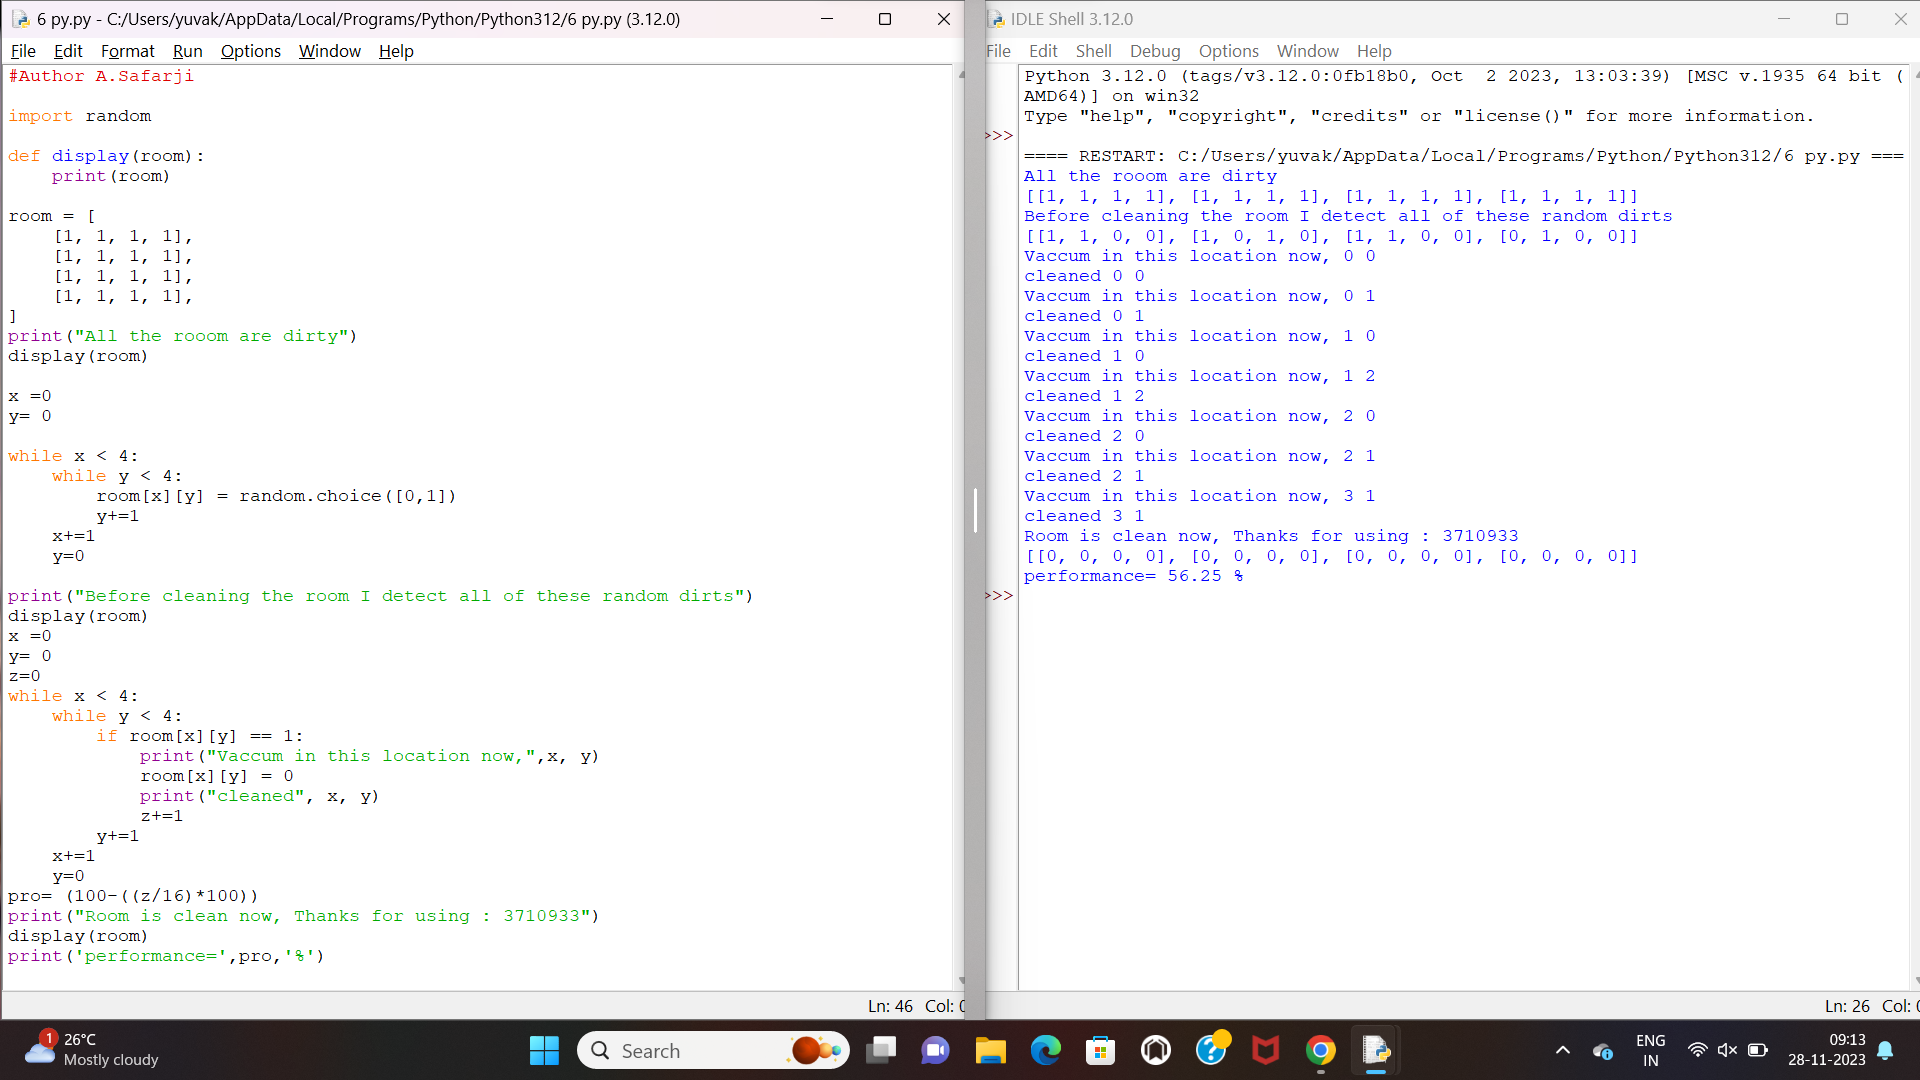 6 py.py - C:/Users/yuvak/AppData/Local/Programs/Python/Python312/6 py.py (3.12.0)
File Edit Format Run Options Window Help
#Author A.Safarji
import random
def display(room):
    print(room)
room = [
    [1, 1, 1, 1],
    [1, 1, 1, 1],
    [1, 1, 1, 1],
    [1, 1, 1, 1],
]
print("All the rooom are dirty")
display(room)
x =0
y= 0
while x < 4:
    while y < 4:
        room[x][y] = random.choice([0,1])
        y+=1
    x+=1
    y=0
print("Before cleaning the room I detect all of these random dirts")
display(room)
x =0
y= 0
z=0
while x < 4:
    while y < 4:
        if room[x][y] == 1:
            print("Vaccum in this location now,",x, y)
            room[x][y] = 0
            print("cleaned", x, y)
            z+=1
        y+=1
    x+=1
    y=0
pro= (100-((z/16)*100))
print("Room is clean now, Thanks for using : 3710933")
display(room)
print('performance=',pro,'%')
Ln: 46 Col: 0
IDLE Shell 3.12.0
File Edit Shell Debug Options Window Help
Python 3.12.0 (tags/v3.12.0:0fb18b0, Oct  2 2023, 13:03:39) [MSC v.1935 64 bit (
AMD64)] on win32
Type "help", "copyright", "credits" or "license()" for more information.
>>>
==== RESTART: C:/Users/yuvak/AppData/Local/Programs/Python/Python312/6 py.py ===
All the rooom are dirty
[[1, 1, 1, 1], [1, 1, 1, 1], [1, 1, 1, 1], [1, 1, 1, 1]]
Before cleaning the room I detect all of these random dirts
[[1, 1, 0, 0], [1, 0, 1, 0], [1, 1, 0, 0], [0, 1, 0, 0]]
Vaccum in this location now, 0 0
cleaned 0 0
Vaccum in this location now, 0 1
cleaned 0 1
Vaccum in this location now, 1 0
cleaned 1 0
Vaccum in this location now, 1 2
cleaned 1 2
Vaccum in this location now, 2 0
cleaned 2 0
Vaccum in this location now, 2 1
cleaned 2 1
Vaccum in this location now, 3 1
cleaned 3 1
Room is clean now, Thanks for using : 3710933
[[0, 0, 0, 0], [0, 0, 0, 0], [0, 0, 0, 0], [0, 0, 0, 0]]
performance= 56.25 %
>>>
Ln: 26 Col: 0
1
26°C
Mostly cloudy
Search
ENG
IN
09:13
28-11-2023